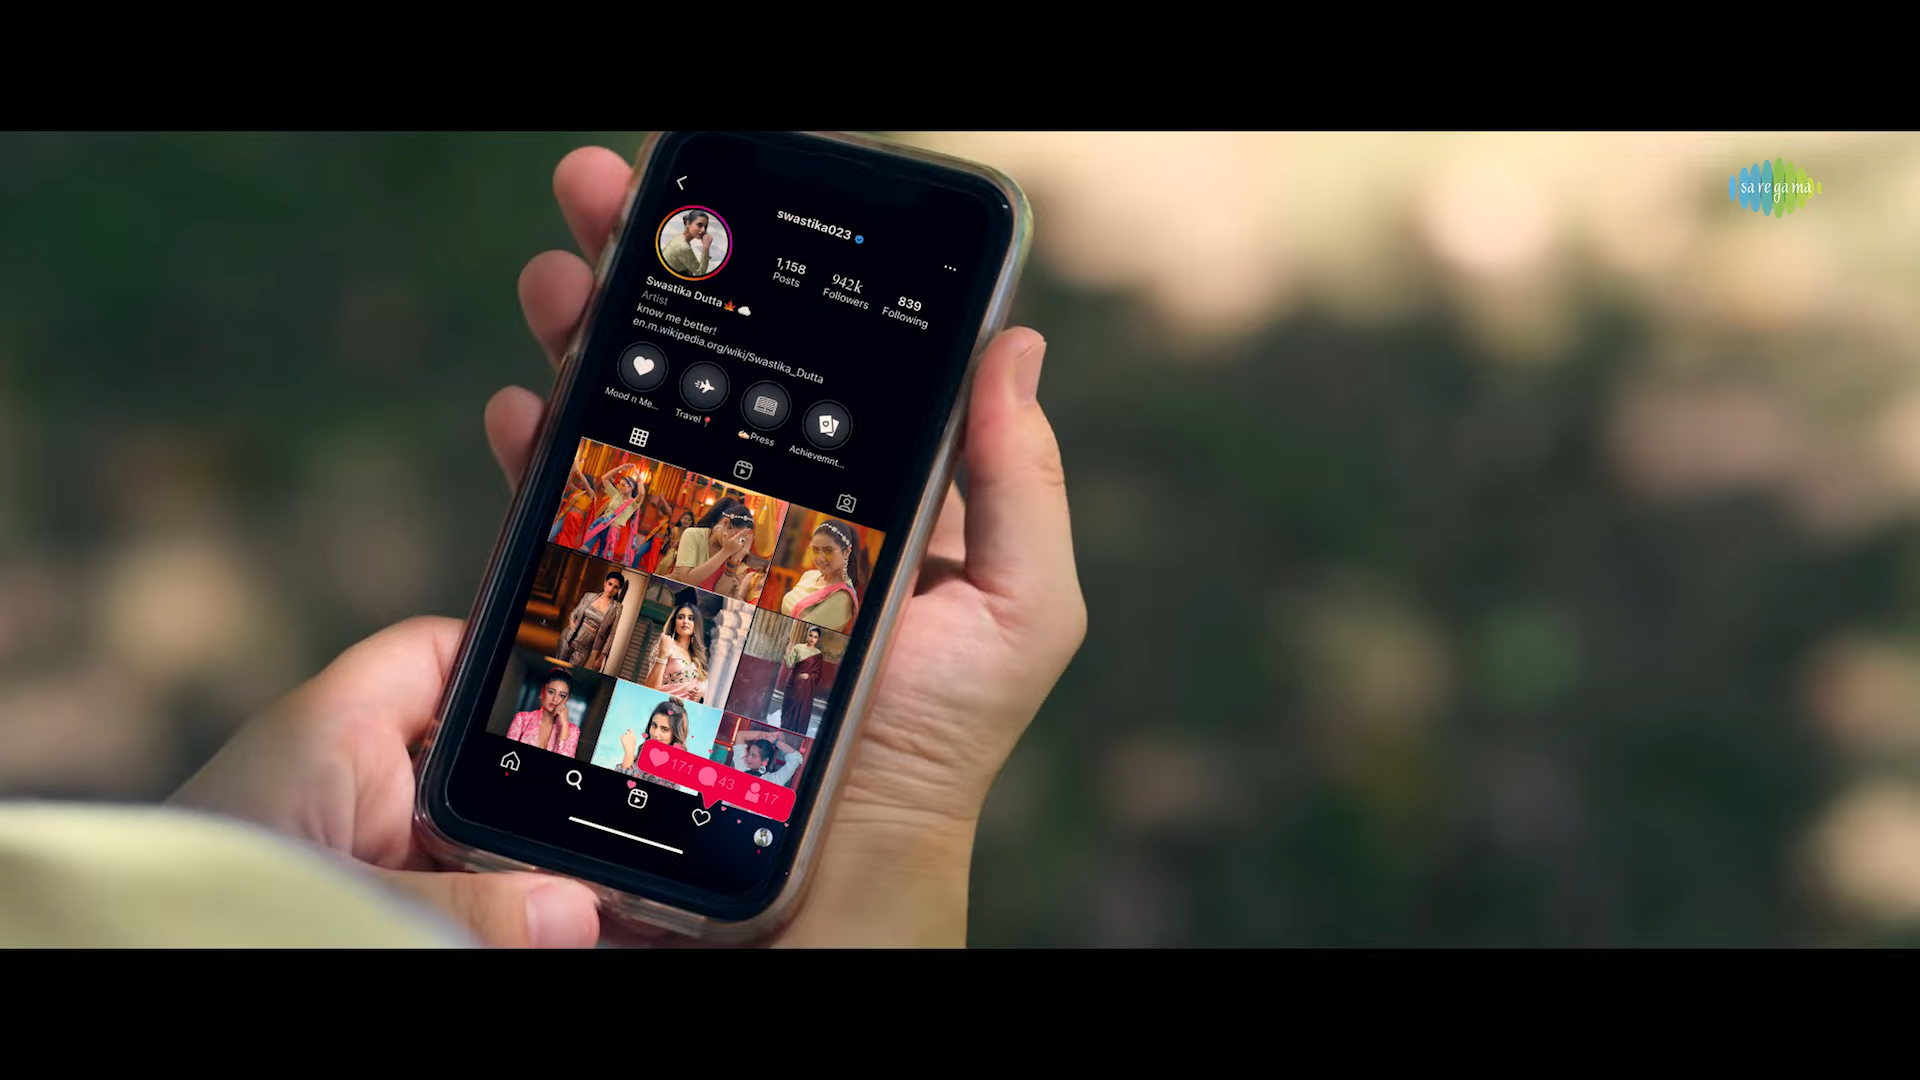 sa re ga ma
swastika023
1,158
Posts
942k
Followers
839
Following
Swastika Dutta
Artist
know me better!
en.m.wikipedia.org/wiki/Swastika_Dutta
Mood n Me...
Travel
Press
Achievemnt...
171 43 17